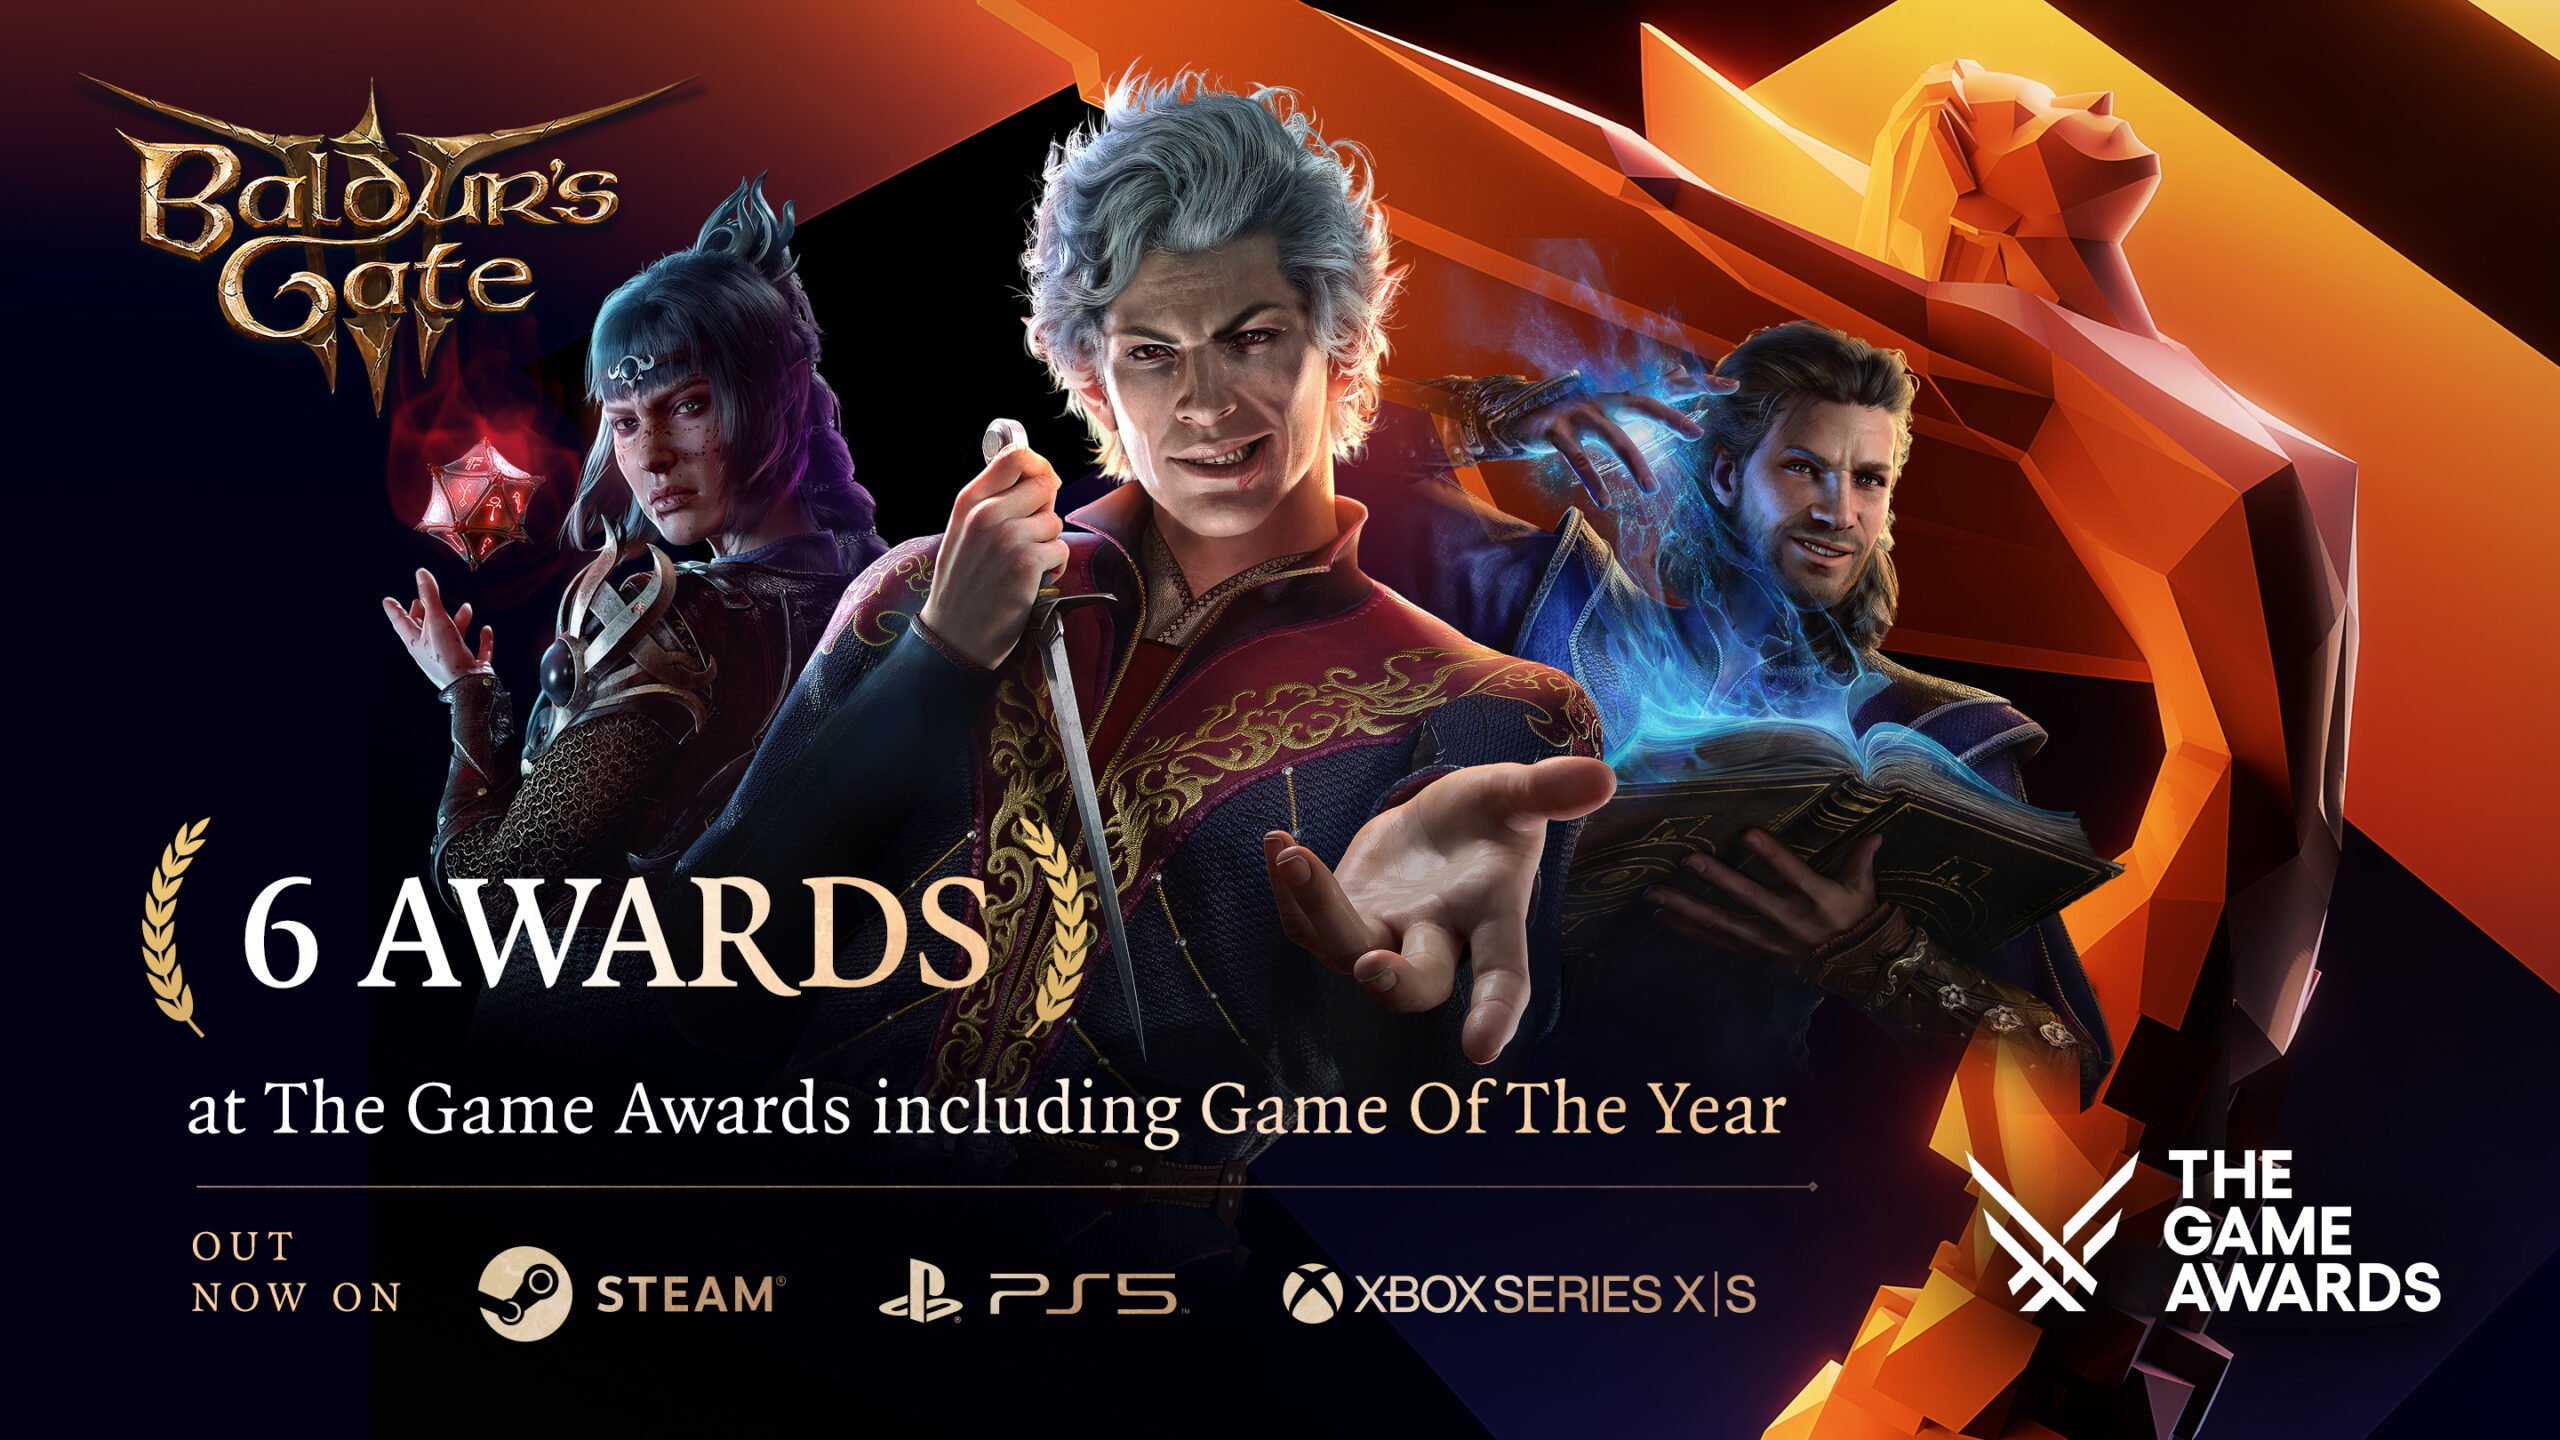 Baldur's
Gate
III
6 AWARDS
at The Game Awards including Game Of The Year
OUT
NOW ON
STEAM®
PS5™
XBOX SERIES X|S
THE
GAME
AWARDS